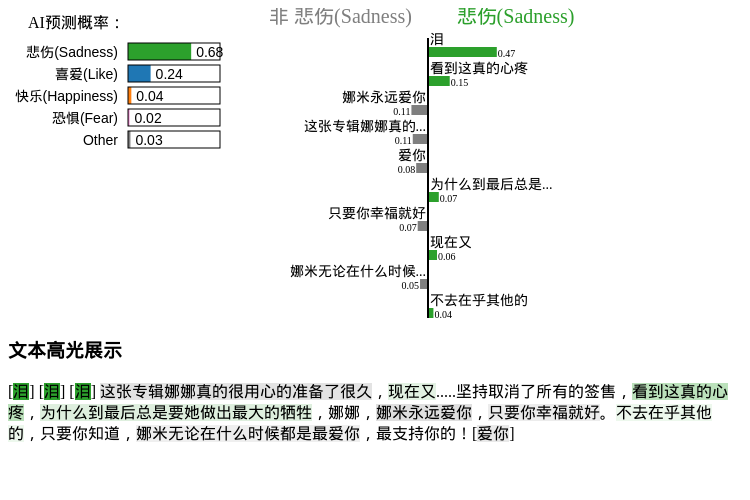 AI预测概率：
悲伤(Sadness) 0.68
喜爱(Like) 0.24
快乐(Happiness) 0.04
恐惧(Fear) 0.02
Other 0.03
非 悲伤(Sadness) 悲伤(Sadness)
泪
0.47
看到这真的心疼
0.15
娜米永远爱你
0.11
这张专辑娜娜真的...
0.11
爱你
0.08
为什么到最后总是...
0.07
只要你幸福就好
0.07
现在又
0.06
娜米无论在什么时候...
0.05
不去在乎其他的
0.04
文本高光展示
[泪] [泪] [泪] 这张专辑娜娜真的很用心的准备了很久，现在又.....坚持取消了所有的签售，看到这真的心
疼，为什么到最后总是要她做出最大的牺牲，娜娜，娜米永远爱你，只要你幸福就好。不去在乎其他
的，只要你知道，娜米无论在什么时候都是最爱你，最支持你的！[爱你]